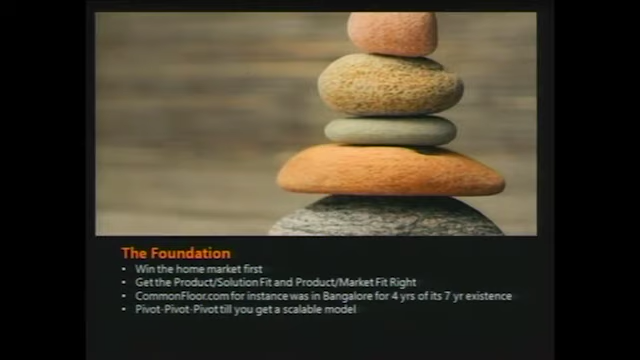 The Foundation
• Win the home market first
• Get the Product/Solution Fit and Product/Market Fit Right
• CommonFloor.com for instance was in Bangalore for 4 yrs of its 7 yr existence
• Pivot-Pivot-Pivot till you get a scalable model